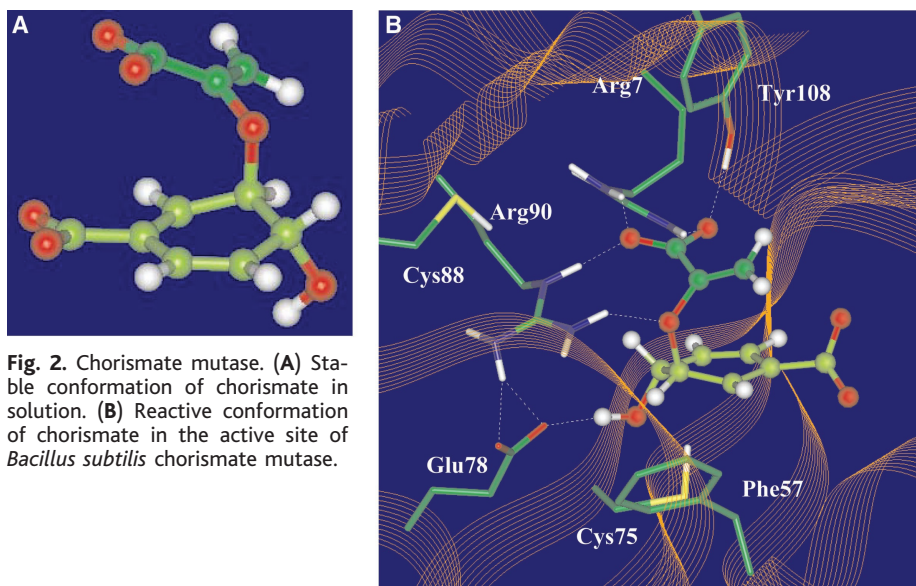 A
Fig. 2. Chorismate mutase. (A) Sta-
ble conformation of chorismate in
solution. (B) Reactive conformation
of chorismate in the active site of
Bacillus subtilis chorismate mutase.
B
Arg7
Tyr108
Arg90
Cys88
Glu78
Phe57
Cys75